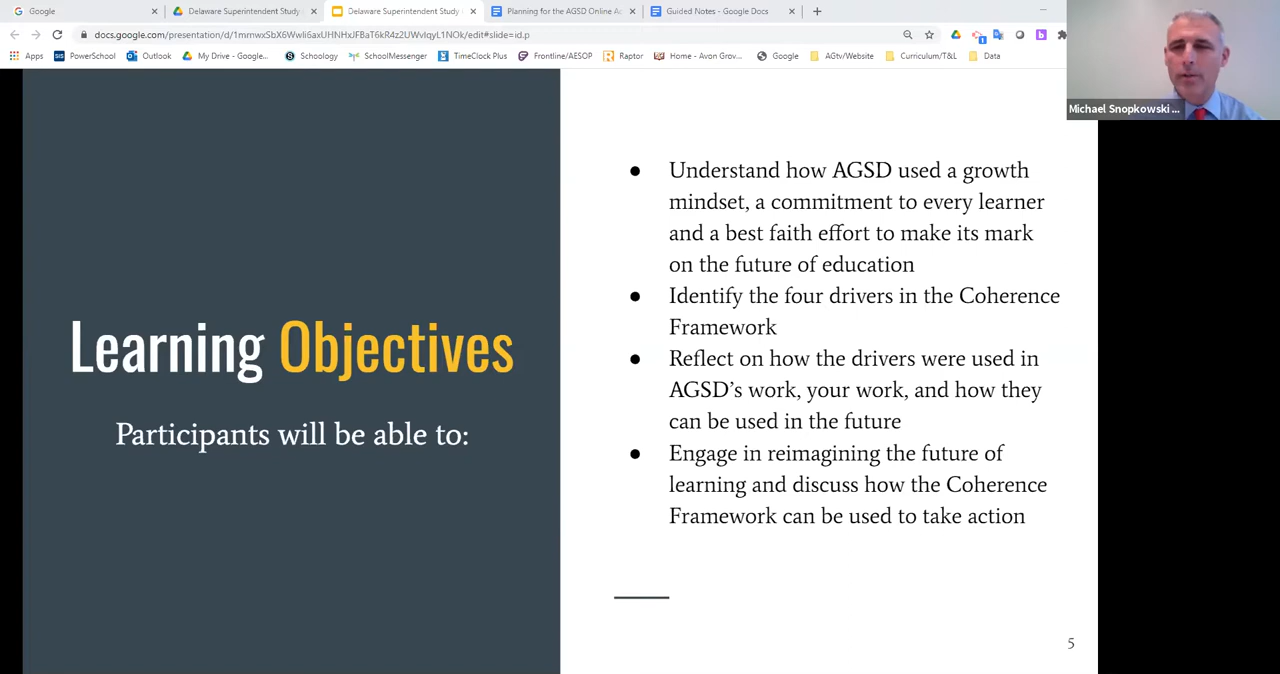 Google
Delaware Superintendent Study
Delaware Superintendent Study
Planning for the AGSD Online Ac
Guided Notes - Google Docs
docs.google.com/presentation/d/
Apps
PowerSchool
Outlook
My Drive - Google...
Schoology
SchoolMessenger
TimeClock Plus
Frontline/AESOP
Raptor
Home - Avon Grov...
Google
AGtv/Website
Curriculum/T&L
Data
Michael Snopkowski ...
Learning Objectives
Participants will be able to:
● Understand how AGSD used a growth
mindset, a commitment to every learner
and a best faith effort to make its mark
on the future of education
● Identify the four drivers in the Coherence
Framework
● Reflect on how the drivers were used in
AGSD’s work, your work, and how they
can be used in the future
● Engage in reimagining the future of
learning and discuss how the Coherence
Framework can be used to take action
5